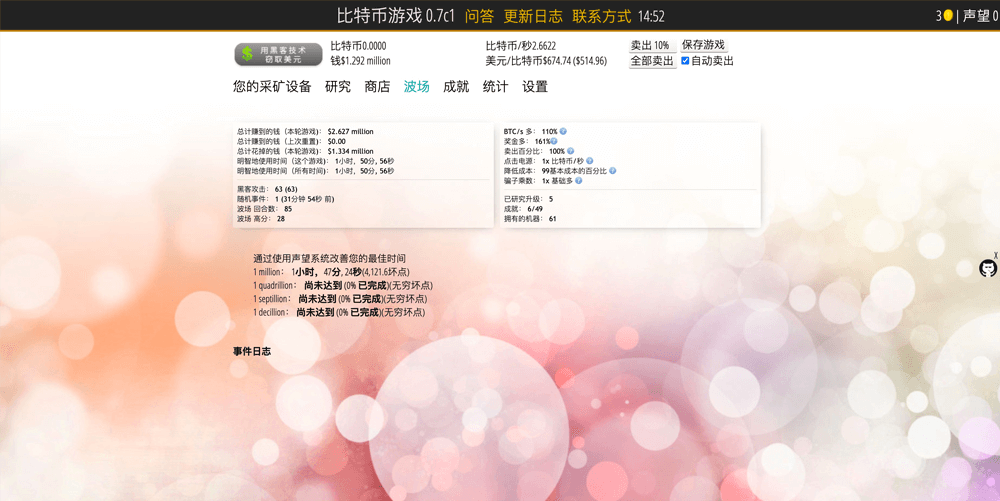 比特币游戏 0.7c1 问答 更新日志 联系方式 14:52
3 | 声望 0
用黑客技术
窃取美元
比特币0.0000
钱$1.292 million
比特币/秒2.6622
美元/比特币$674.74 ($514.96)
卖出 10% 保存游戏
全部卖出 自动卖出
您的采矿设备 研究 商店 波场 成就 统计 设置
总计赚到的钱（本轮游戏）： $2.627 million
总计赚到的钱（上次重置）： $0.00
总计花掉的钱（本轮游戏)： $1.334 million
明智地使用时间（这个游戏)： 1小时，50分, 56秒
明智地使用时间（所有时间)： 1小时，50分, 56秒
黑客攻击： 63 (63)
随机事件： 1 (31分钟 54秒 前)
波场 回合数： 85
波场 高分： 28
BTC/s 多： 110%
奖金多： 161%
卖出百分比： 100%
点击电源： 1x 比特币/秒
降低成本： 99基本成本的百分比
骗子乘数： 1x 基础多
已研究升级： 5
成就： 6/49
拥有的机器： 61
通过使用声望系统改善您的最佳时间
1 million： 1小时，47分, 24秒(4,121.6坏点)
1 quadrillion： 尚未达到 (0% 已完成)(无穷坏点)
1 septillion： 尚未达到 (0% 已完成)(无穷坏点)
1 decillion： 尚未达到 (0% 已完成)(无穷坏点)
X
事件日志